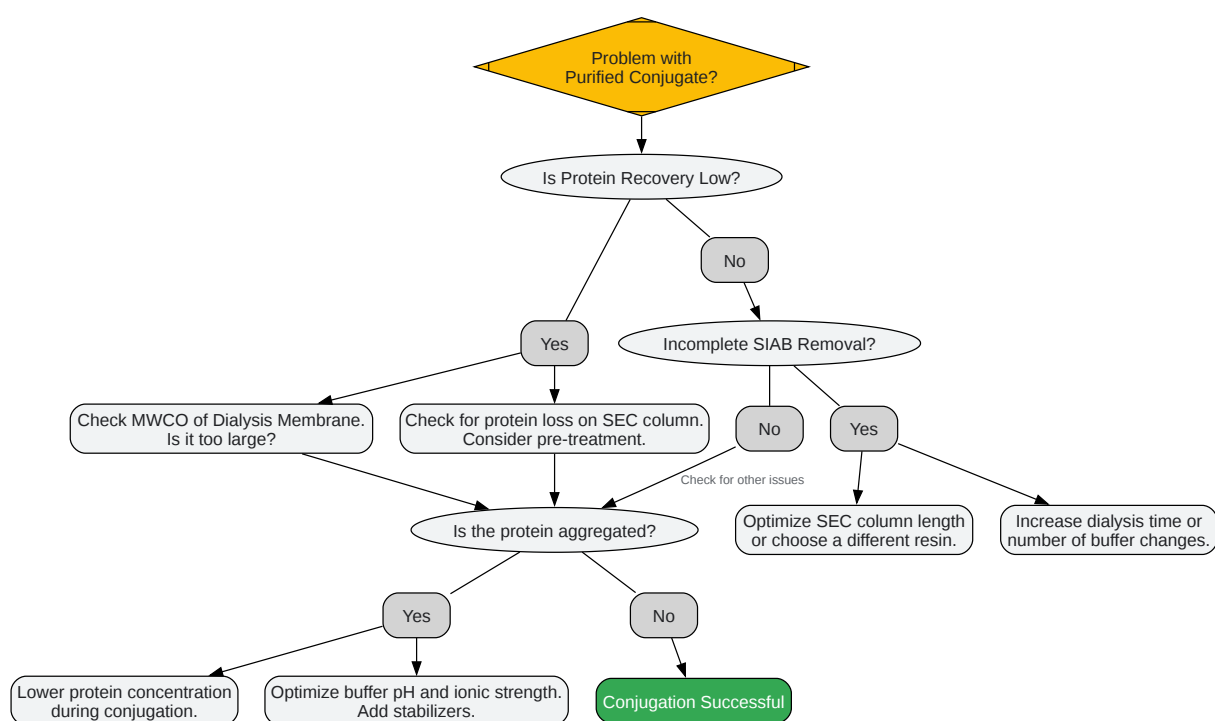 Problem with
Purified Conjugate?
Is Protein Recovery Low?
No
Yes
Incomplete SIAB Removal?
Check MWCO of Dialysis Membrane.
Is it too large?
Check for protein loss on SEC column.
Consider pre-treatment.
No
Yes
Check for other issues
Is the protein aggregated?
Optimize SEC column length
or choose a different resin.
Increase dialysis time or
number of buffer changes.
Yes
No
Lower protein concentration
during conjugation.
Optimize buffer pH and ionic strength.
Add stabilizers.
Conjugation Successful